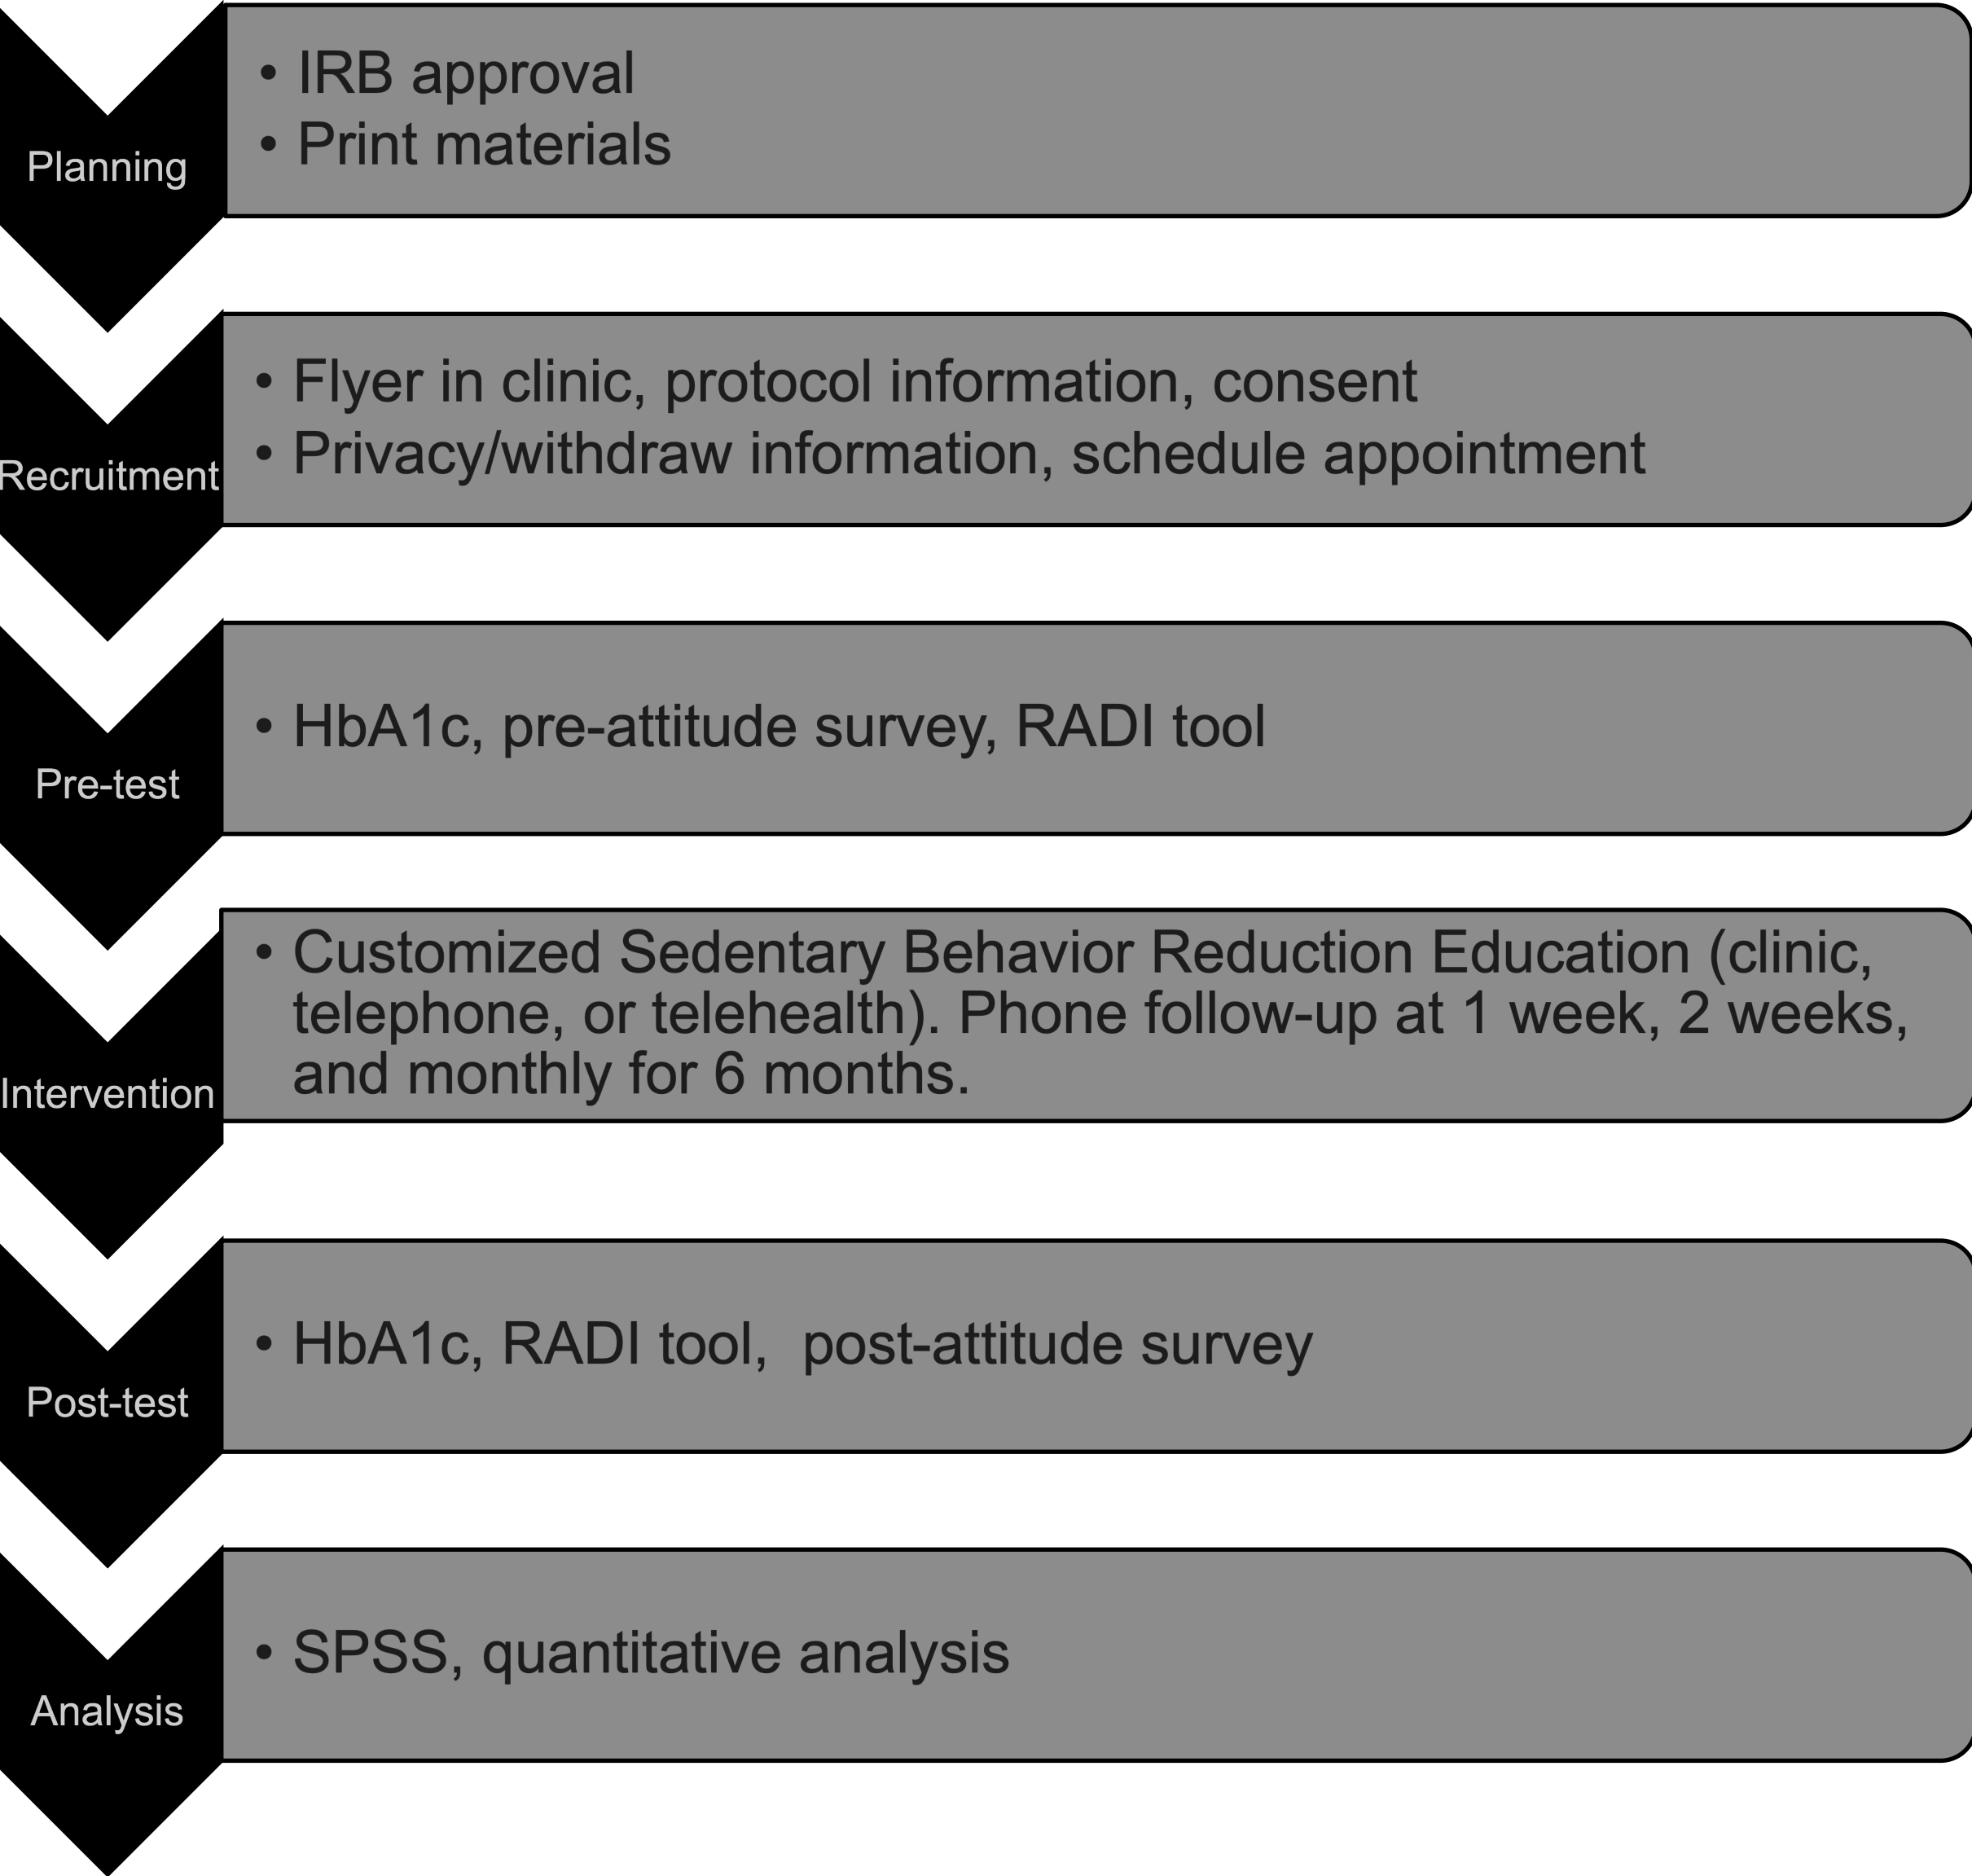 Planning
• IRB approval
• Print materials
Recruitment
• Flyer in clinic, protocol information, consent
• Privacy/withdraw information, schedule appointment
Pre-test
• HbA1c, pre-attitude survey, RADI tool
Intervention
• Customized Sedentary Behavior Reduction Education (clinic,
telephone, or telehealth). Phone follow-up at 1 week, 2 weeks,
and monthly for 6 months.
Post-test
• HbA1c, RADI tool,  post-attitude survey
Analysis
• SPSS, quantitative analysis